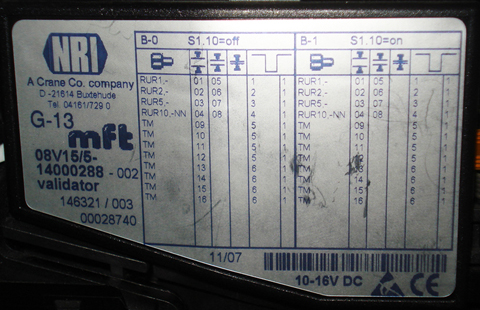 NRI
A Crane Co. company
D-21614 Buxtehude
Tel. 04161/729 0
G-13
mft
08V15/5-
14000288 - 002
validator
146321 / 003
00028740
B-0 S1.10=off
RUR1.- 01 05 1 1
RUR2.- 02 06 2 1
RUR5.- 03 07 3 1
RUR10.-NN 04 08 4 1
TM 09 5 1
TM 10 5 1
TM 11 5 1
TM 12 5 1
TM 13 6 1
TM 14 6 1
TM 15 6 1
TM 16 6 1
B-1 S1.10=on
RUR1.- 01 05 1 1
RUR2.- 02 06 2 1
RUR5.- 03 07 3 1
RUR10.-NN 04 08 4 1
TM 09 5 1
TM 10 5 1
TM 11 5 1
TM 12 5 1
TM 13 6 1
TM 14 6 1
TM 15 6 1
TM 16 6 1
11/07
10-16V DC
CE